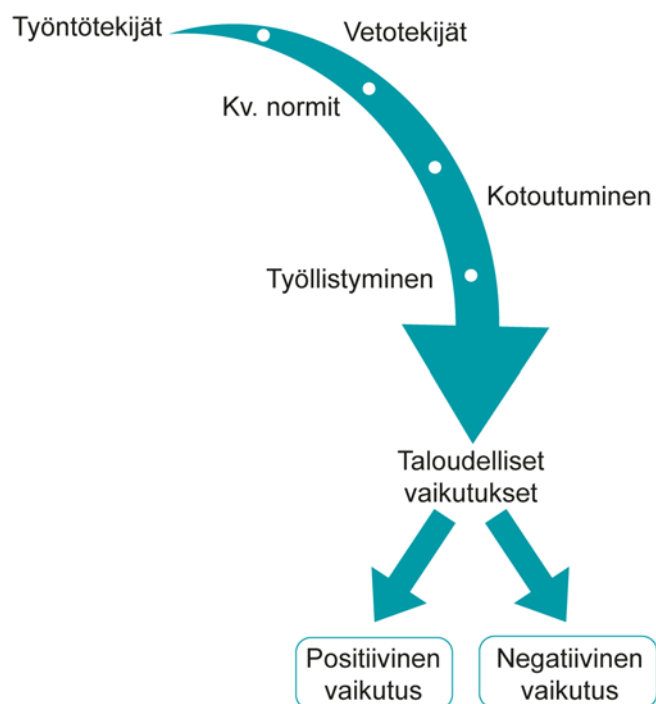 Työntötekijät
Vetotekijät
Kv. normit
Kotoutuminen
Työllistyminen
Taloudelliset
vaikutukset
Positiivinen
vaikutus
Negatiivinen
vaikutus